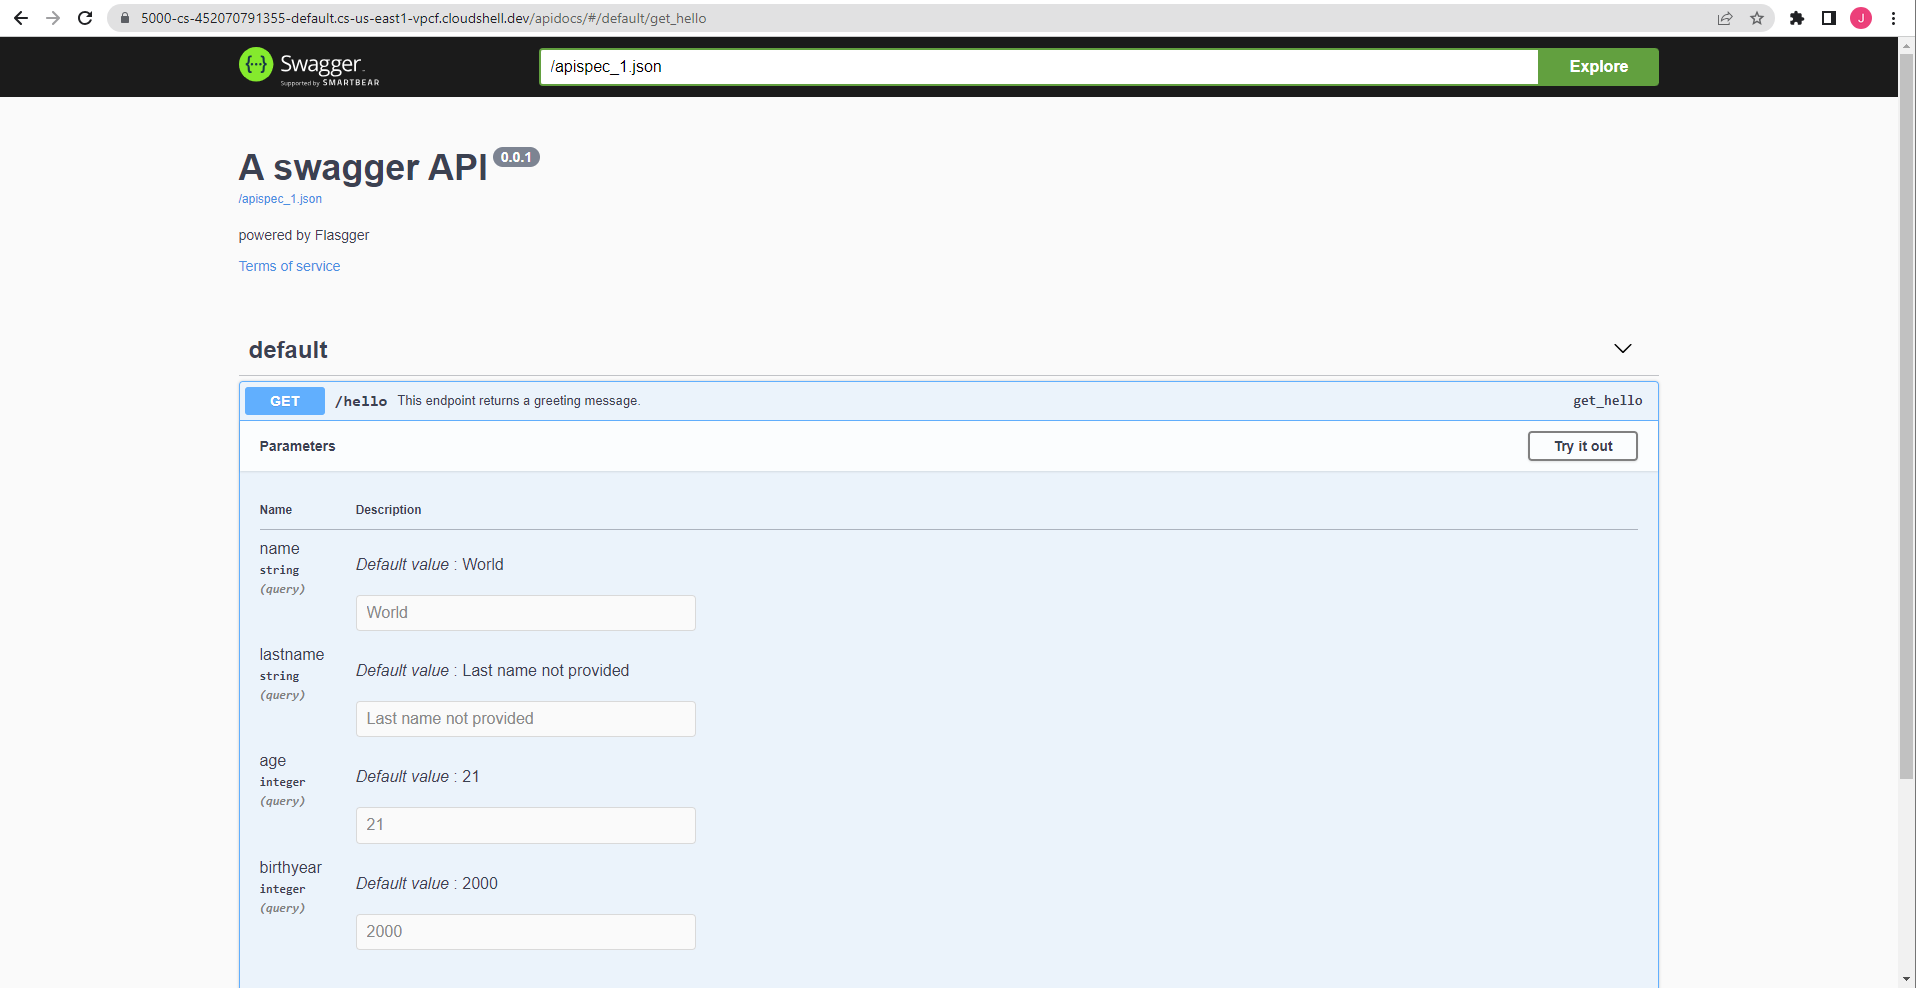 5000-cs-452070791355-default.cs-us-east1-vpcf.cloudshell.dev/apidocs/#/default/get_hello
J
{···} Swagger.
Supported by SMARTBEAR
/apispec_1.json
Explore
A swagger API 0.0.1
/apispec_1.json
powered by Flasgger
Terms of service
default
GET /hello This endpoint returns a greeting message. get_hello
Parameters Try it out
Name Description
name
string
(query)
Default value : World
World
lastname
string
(query)
Default value : Last name not provided
Last name not provided
age
integer
(query)
Default value : 21
21
birthyear
integer
(query)
Default value : 2000
2000